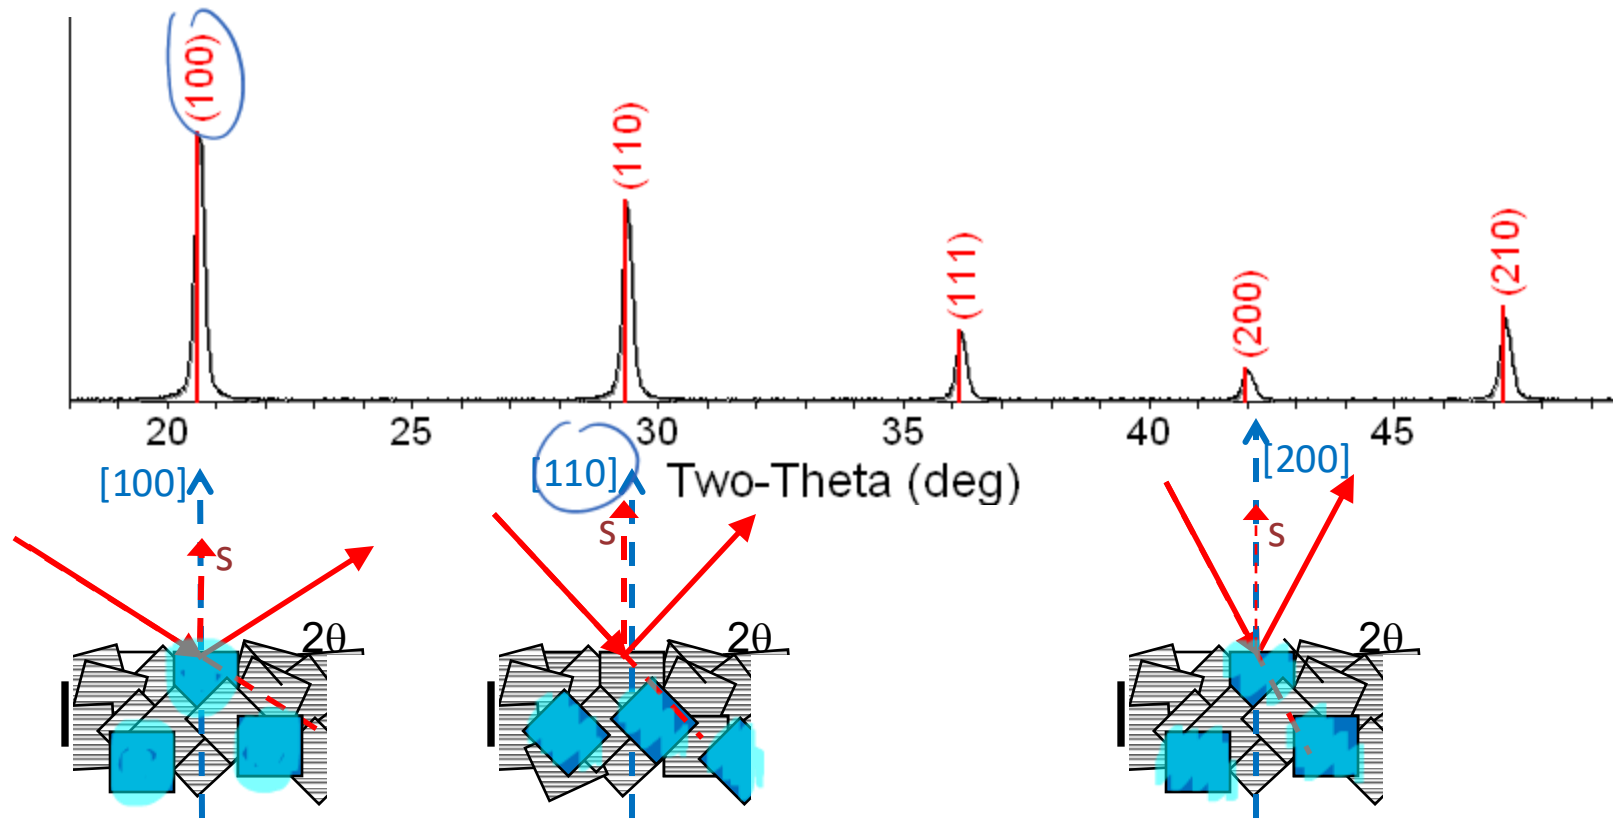 (100)
(110)
(111)
(200)
(210)
20
25
30
35
40
45
Two-Theta (deg)
[100]
[110]
[200]
S
S
S
2θ
2θ
2θ